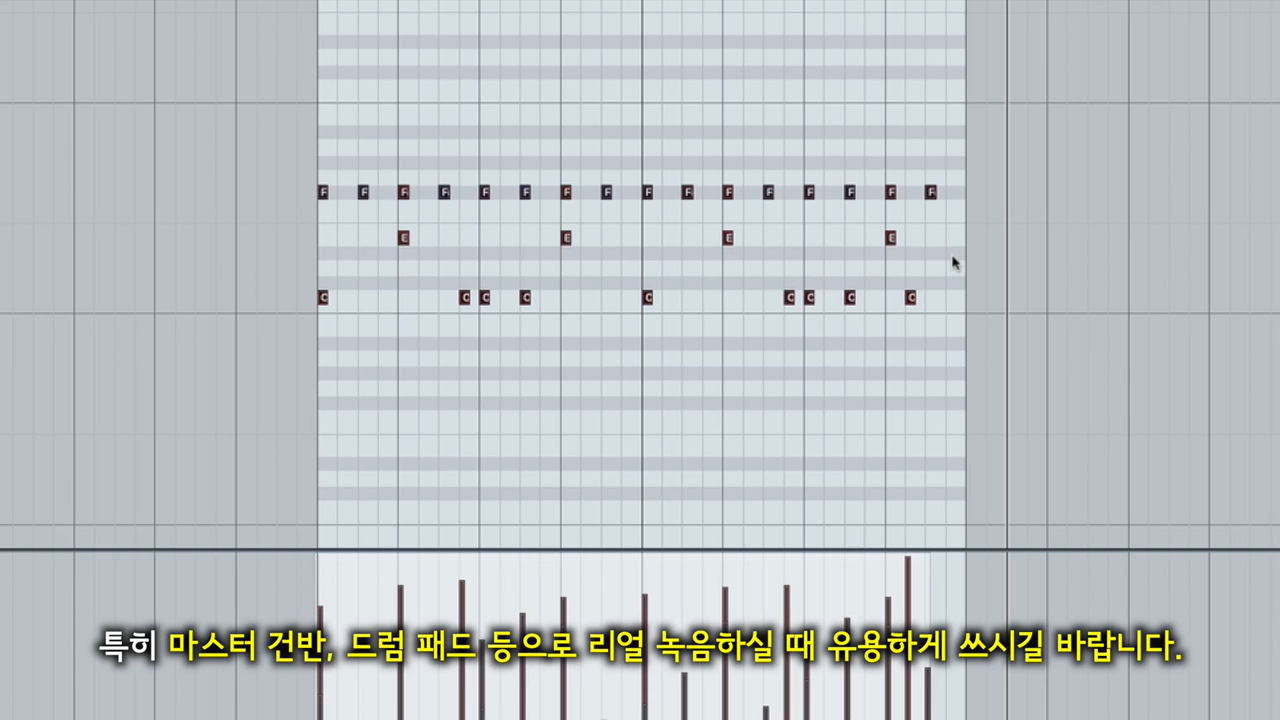 F F F F F F F F F F F F F F F F
E E E E
C C C C C C C C C
특히 마스터 건반, 드럼 패드 등으로 리얼 녹음하실 때 유용하게 쓰시길 바랍니다.